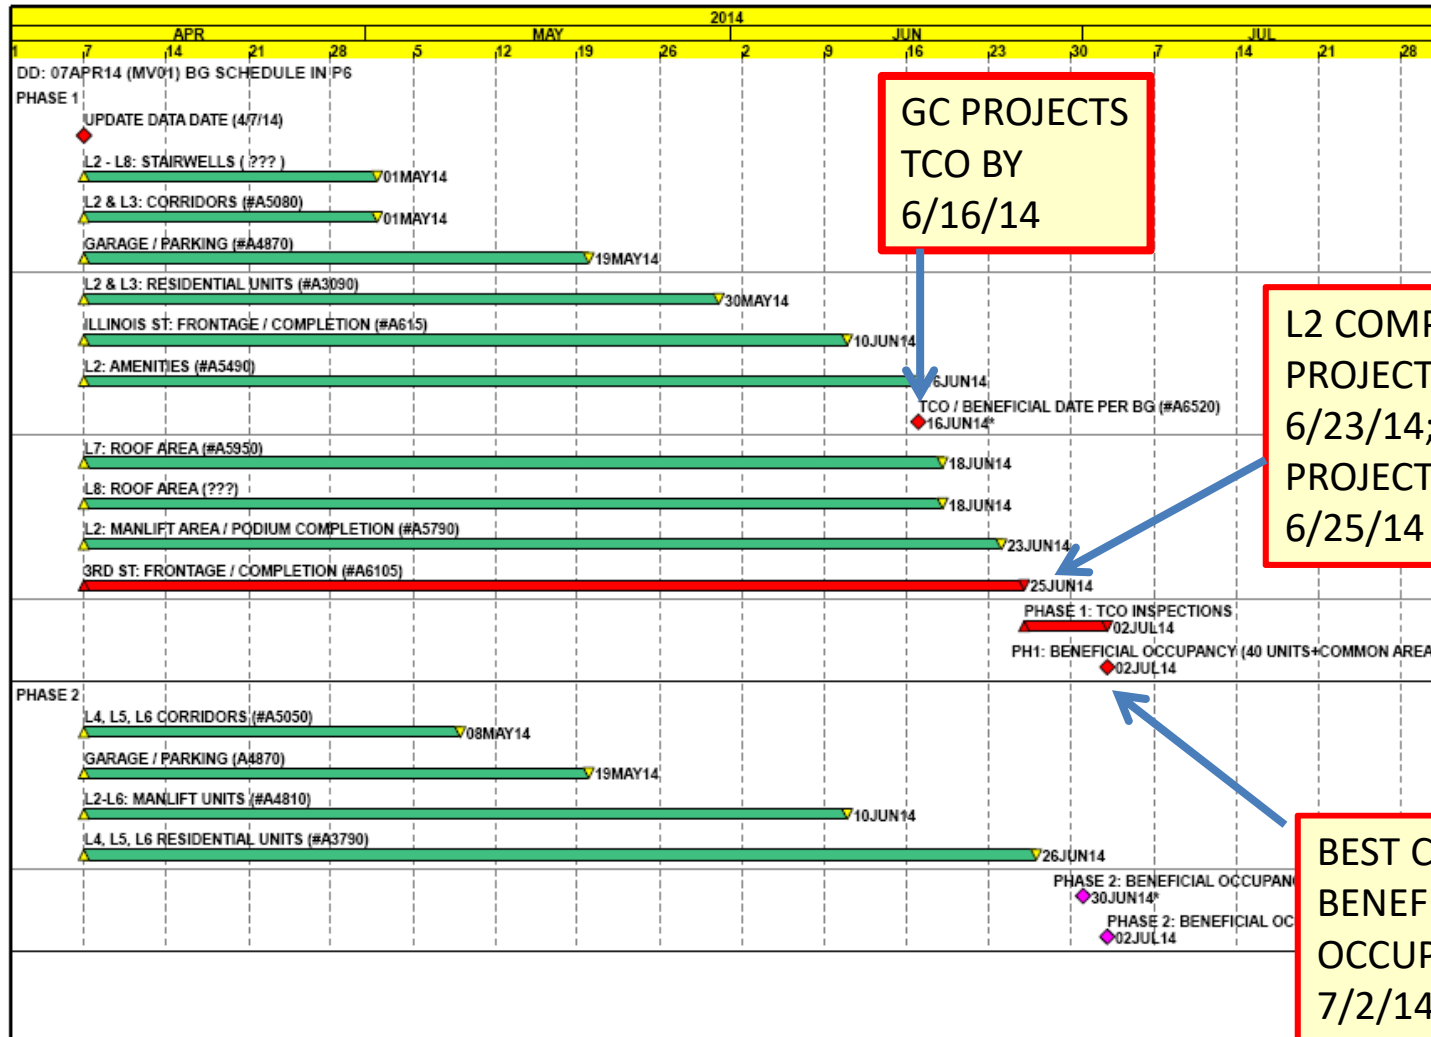 2014
APR MAY JUN JUL
1 7 14 21 28 5 12 19 26 2 9 16 23 30 7 14 21 28
DD: 07APR14 (MV01) BG SCHEDULE IN P6
PHASE 1
UPDATE DATA DATE (4/7/14)
L2 - L8: STAIRWELLS ( ??? )
01MAY14
L2 & L3: CORRIDORS (#A5080)
01MAY14
GARAGE / PARKING (#A4870)
19MAY14
L2 & L3: RESIDENTIAL UNITS (#A3090)
30MAY14
ILLINOIS ST: FRONTAGE / COMPLETION (#A615)
10JUN14
L2: AMENITIES (#A5490)
6JUN14
TCO / BENEFICIAL DATE PER BG (#A6520)
16JUN14*
L7: ROOF AREA (#A5950)
18JUN14
L8: ROOF AREA (???)
18JUN14
L2: MANLIFT AREA / PODIUM COMPLETION (#A5790)
23JUN14
3RD ST: FRONTAGE / COMPLETION (#A6105)
25JUN14
PHASE 1: TCO INSPECTIONS
02JUL14
PH1: BENEFICIAL OCCUPANCY (40 UNITS+COMMON AREA
02JUL14
PHASE 2
L4, L5, L6 CORRIDORS (#A5050)
08MAY14
GARAGE / PARKING (A4870)
19MAY14
L2-L6: MANLIFT UNITS (#A4810)
10JUN14
L4, L5, L6 RESIDENTIAL UNITS (#A3790)
26JUN14
PHASE 2: BENEFICIAL OCCUPAN
30JUN14*
PHASE 2: BENEFICIAL OC
02JUL14
GC PROJECTS
TCO BY
6/16/14
L2 COMP
PROJECT
6/23/14;
PROJECT
6/25/14
BEST C
BENEF
OCCUP
7/2/14